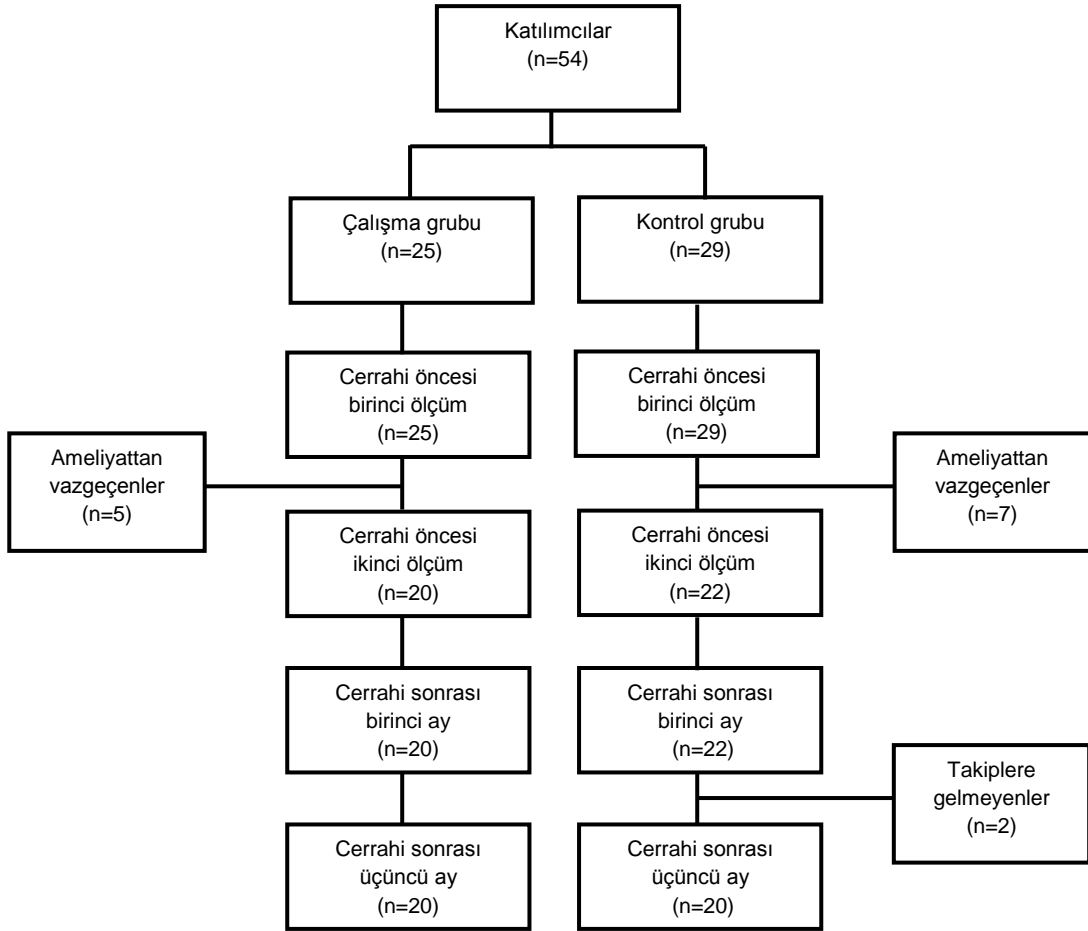 Katılımcılar
(n=54)
Çalışma grubu
(n=25)
Kontrol grubu
(n=29)
Cerrahi öncesi
birinci ölçüm
(n=25)
Cerrahi öncesi
birinci ölçüm
(n=29)
Ameliyattan
vazgeçenler
(n=5)
Ameliyattan
vazgeçenler
(n=7)
Cerrahi öncesi
ikinci ölçüm
(n=20)
Cerrahi öncesi
ikinci ölçüm
(n=22)
Cerrahi sonrası
birinci ay
(n=20)
Cerrahi sonrası
birinci ay
(n=22)
Takiplere
gelmeyenler
(n=2)
Cerrahi sonrası
üçüncü ay
(n=20)
Cerrahi sonrası
üçüncü ay
(n=20)